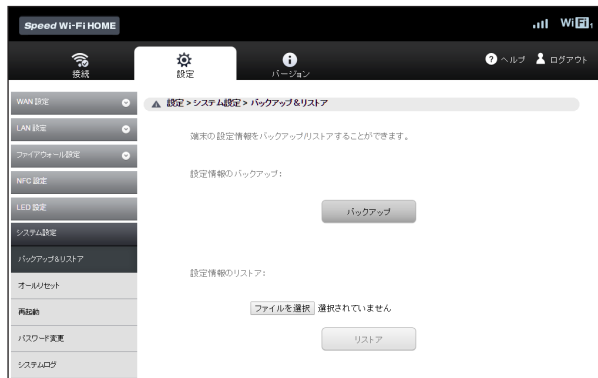 Speed Wi-Fi HOME
WiFi 1
接続
設定
バージョン
ヘルプ
ログアウト
WAN 設定
LAN 設定
ファイアウォール設定
NFC 設定
LED 設定
システム設定
バックアップ&リストア
オールリセット
再起動
パスワード変更
システムログ
設定 > システム設定 > バックアップ&リストア
端末の設定情報をバックアップ/リストアすることができます。
設定情報のバックアップ:
バックアップ
設定情報のリストア:
ファイルを選択 選択されていません
リストア